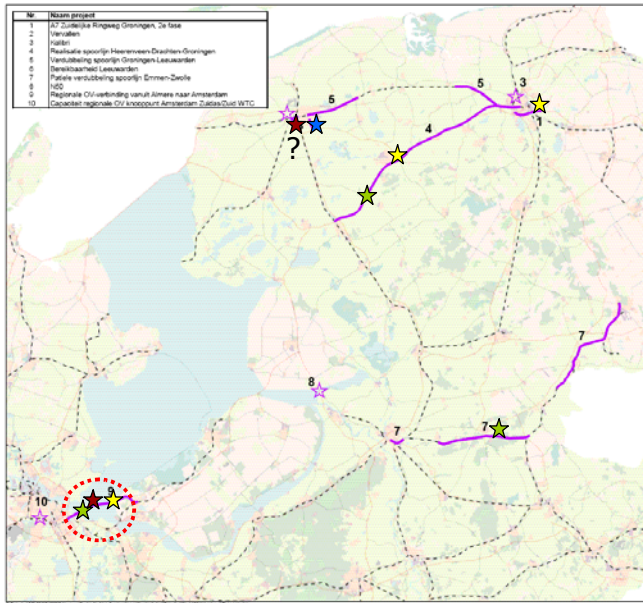 Nr. Naam project
1 A7 Zuidelijke Ringweg Groningen, 2e fase
2 Vervallen
3 Kolibri
4 Realisatie spoorlijn Heerenveen-Drachten-Groningen
5 Verdubbeling spoorlijn Groningen-Leeuwarden
6 Bereikbaarheid Leeuwarden
7 Patiele verdubbeling spoorlijn Emmen-Zwolle
8 N50
9 Regionale OV-verbinding vanuit Almere naar Amsterdam
10 Capaciteit regionale OV knooppunt Amsterdam Zuidas/Zuid WTC
5
5
3
1
4
?
7
8
7
7
9
10